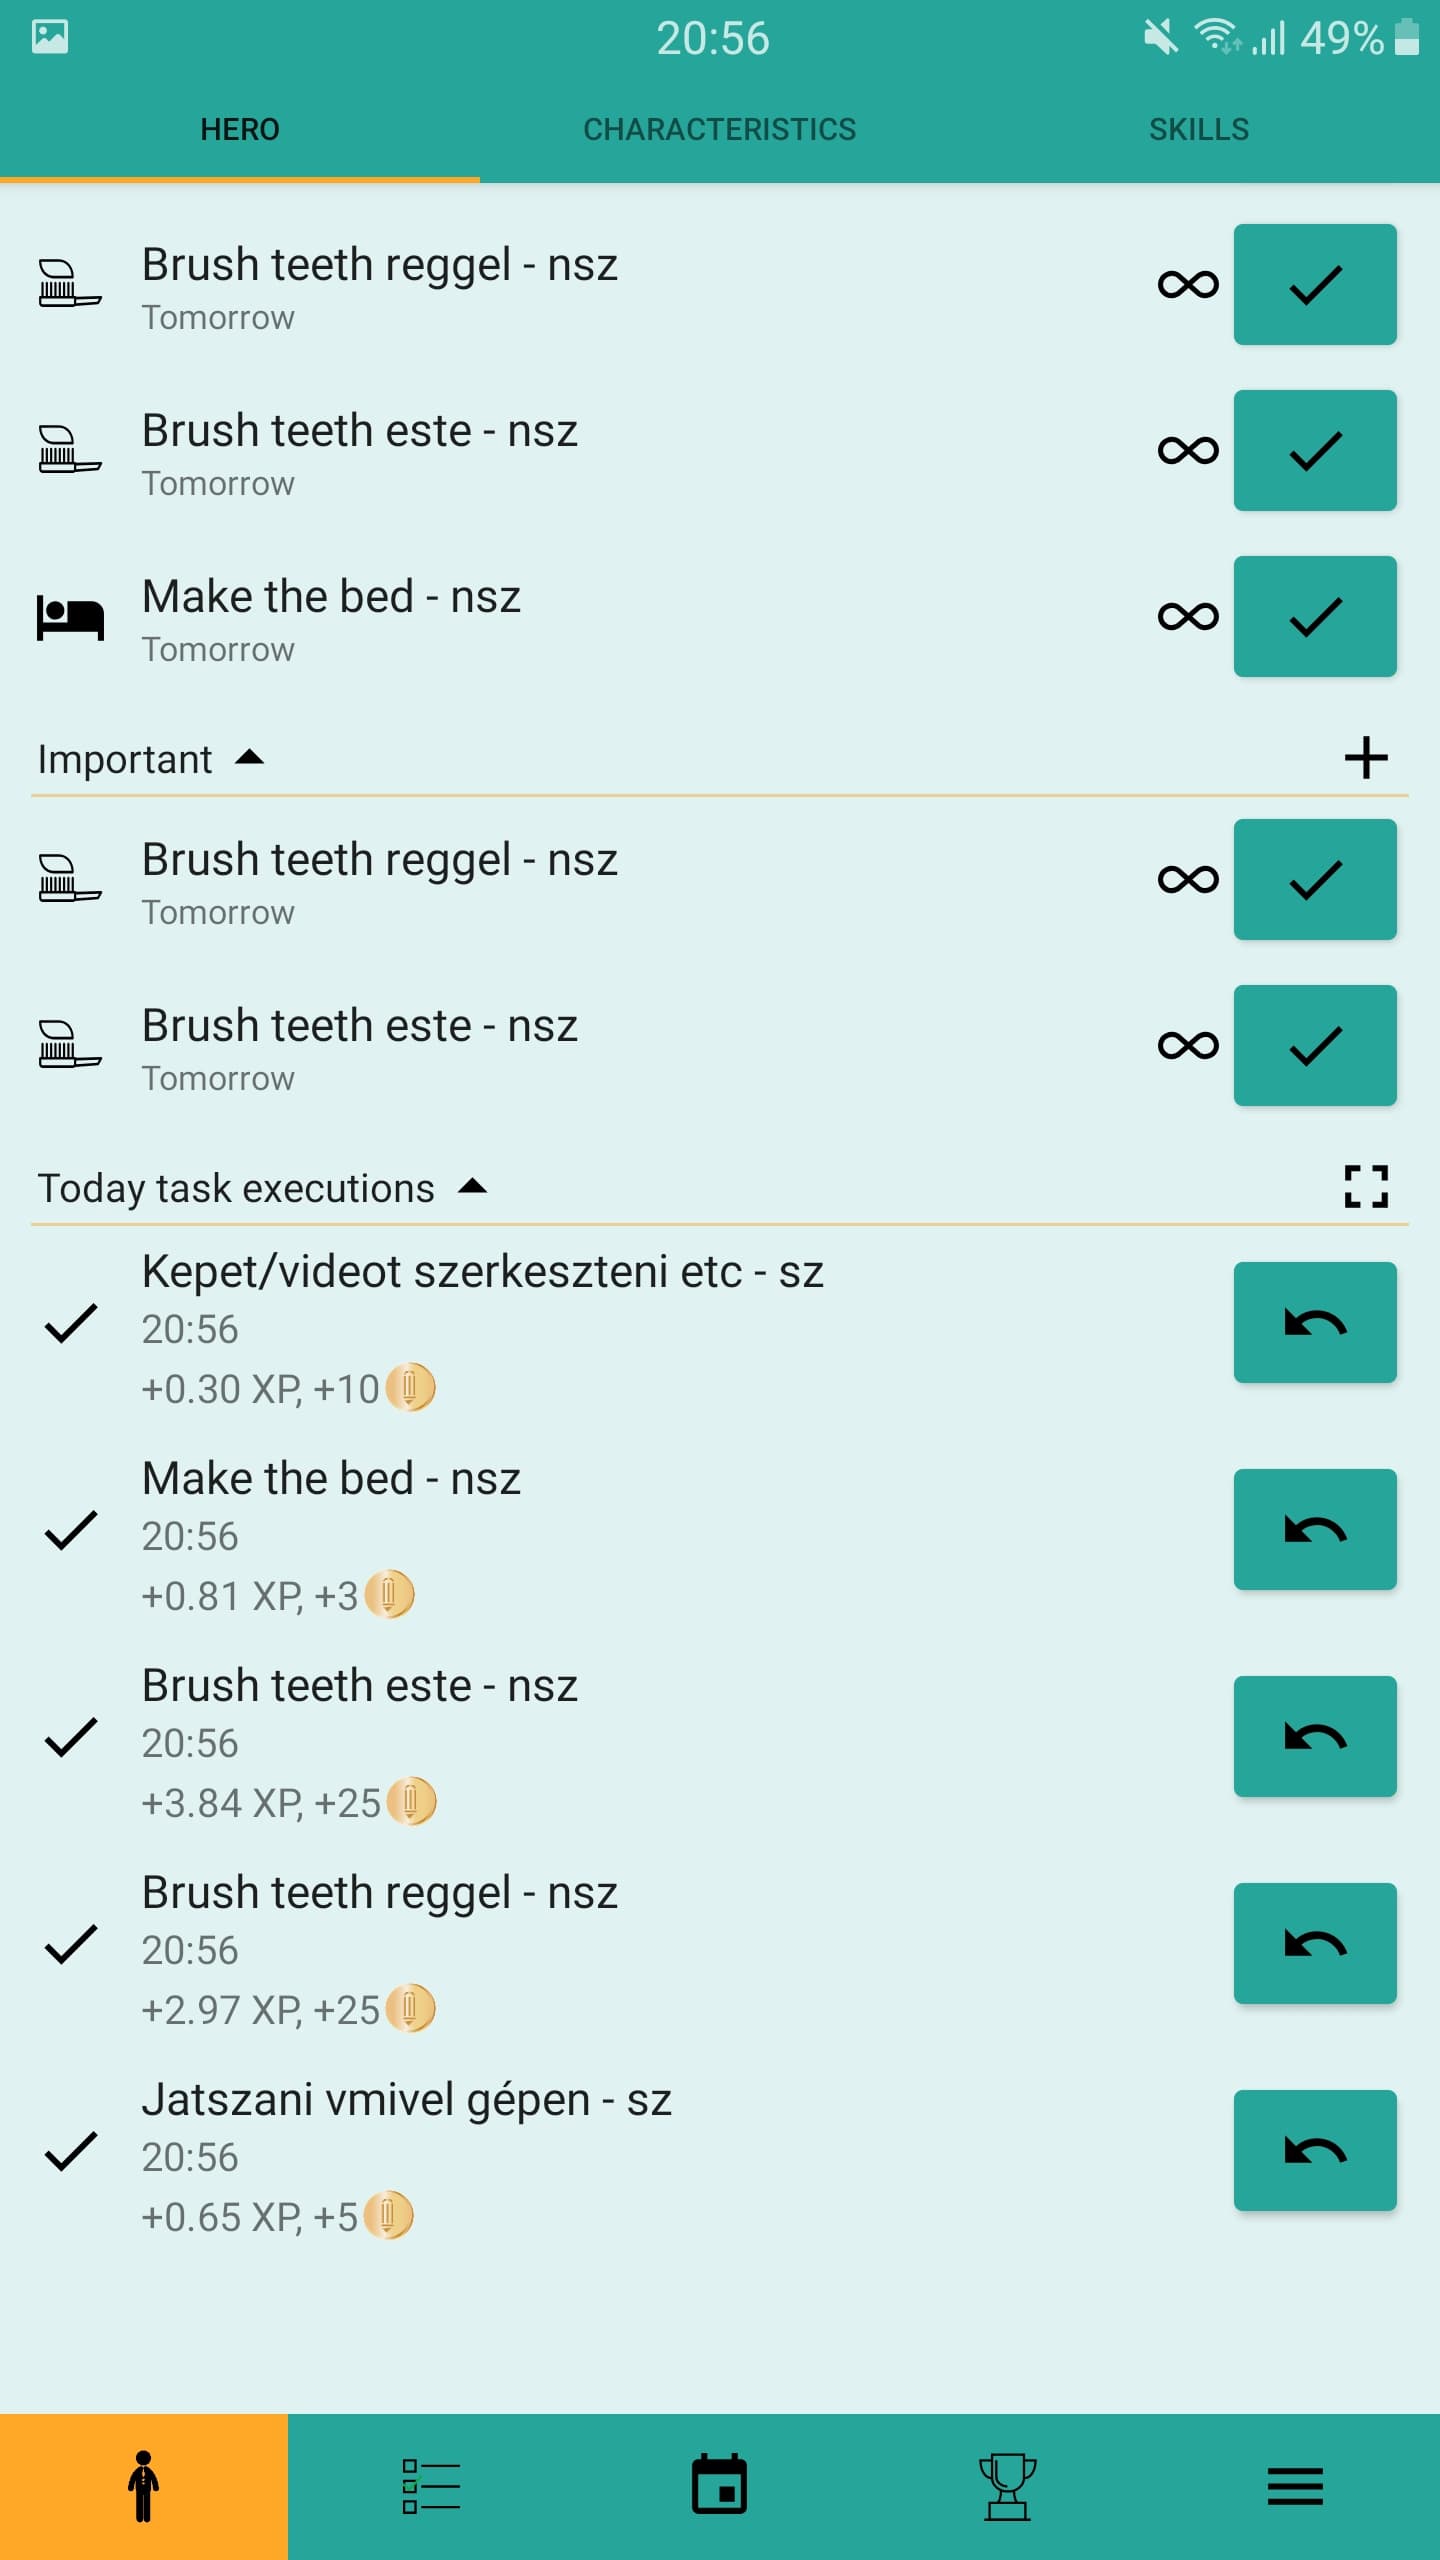 20:56
49%
HERO
CHARACTERISTICS
SKILLS
Brush teeth reggel - nsz
Tomorrow
Brush teeth este - nsz
Tomorrow
Make the bed - nsz
Tomorrow
Important
Brush teeth reggel - nsz
Tomorrow
Brush teeth este - nsz
Tomorrow
Today task executions
Kepet/videot szerkeszteni etc - sz
20:56
+0.30 XP, +10
Make the bed - nsz
20:56
+0.81 XP, +3
Brush teeth este - nsz
20:56
+3.84 XP, +25
Brush teeth reggel - nsz
20:56
+2.97 XP, +25
Jatszani vmivel gépen - sz
20:56
+0.65 XP, +5